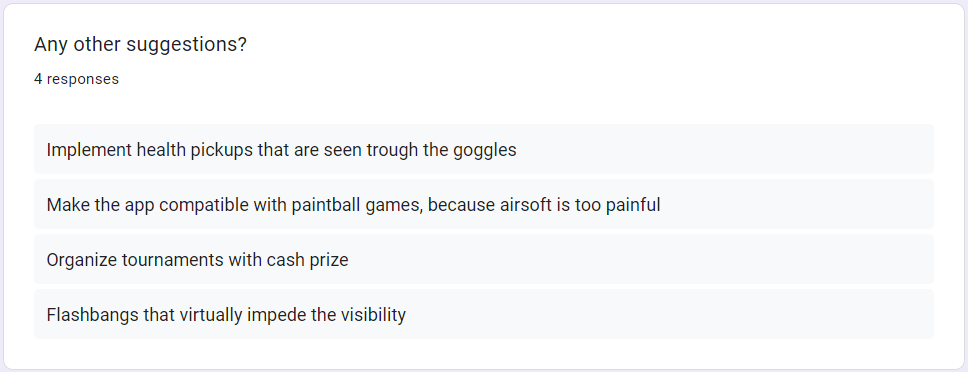 Any other suggestions?
4 responses
Implement health pickups that are seen trough the goggles
Make the app compatible with paintball games, because airsoft is too painful
Organize tournaments with cash prize
Flashbangs that virtually impede the visibility